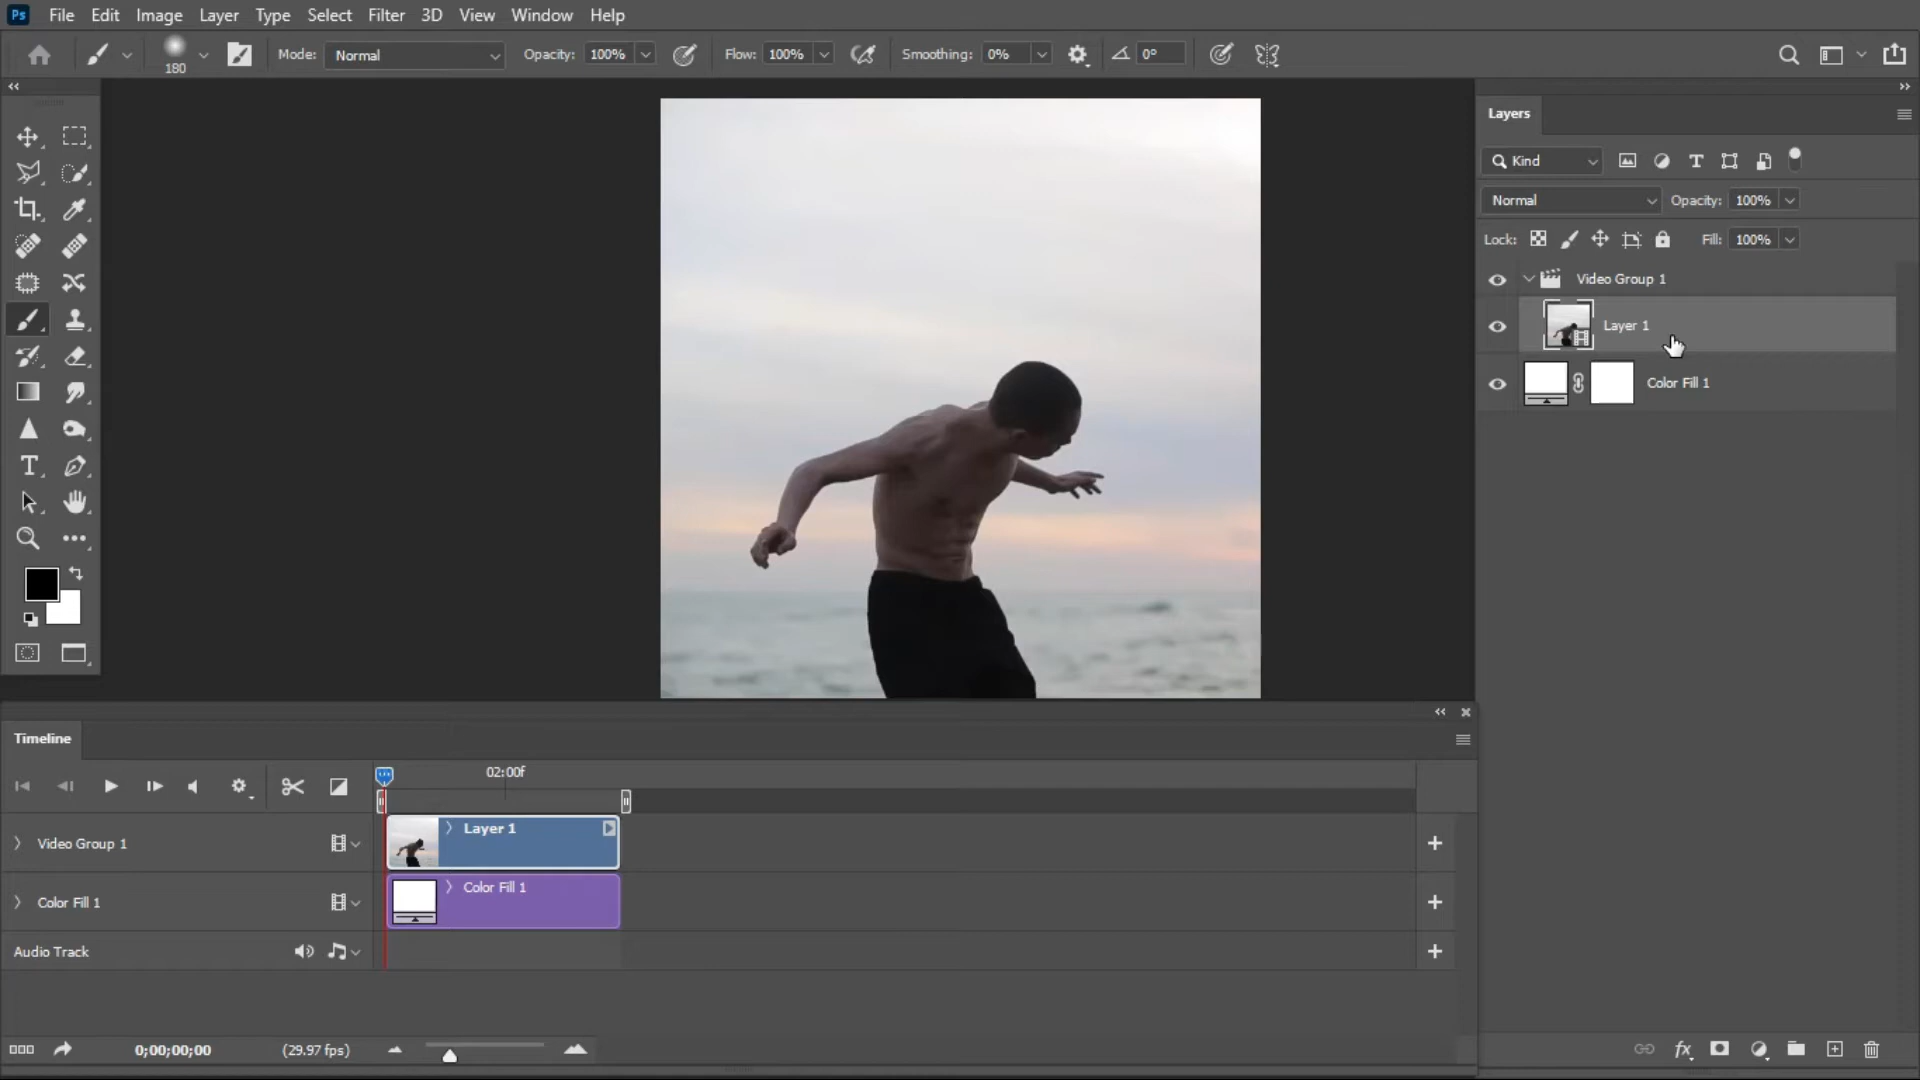 Ps File Edit Image Layer Type Select Filter 3D View Window Help
180 Mode: Normal Opacity: 100% Flow: 100% Smoothing: 0% 0°
Layers
Kind
Normal Opacity: 100%
Lock: Fill: 100%
Video Group 1
Layer 1
Color Fill 1
T
Timeline
02:00f
Video Group 1 Layer 1
Color Fill 1 Color Fill 1
Audio Track
0;00;00;00 (29.97 fps) fx